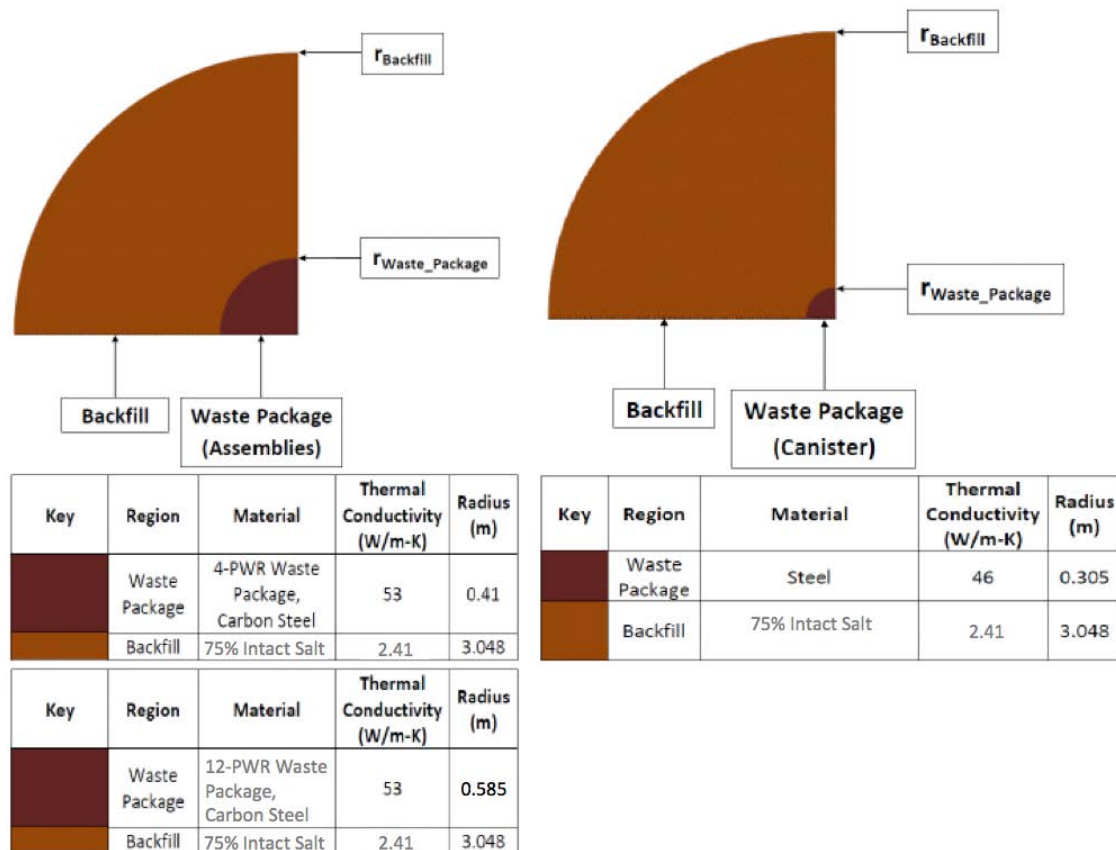 r_Backfill
r_Waste_Package
Backfill
Waste Package
(Assemblies)
r_Backfill
r_Waste_Package
Backfill
Waste Package
(Canister)
Key Region Material Thermal Conductivity (W/m-K) Radius (m)
Waste Package 4-PWR Waste Package, Carbon Steel 53 0.41
Backfill 75% Intact Salt 2.41 3.048
Key Region Material Thermal Conductivity (W/m-K) Radius (m)
Waste Package Steel 46 0.305
Backfill 75% Intact Salt 2.41 3.048
Key Region Material Thermal Conductivity (W/m-K) Radius (m)
Waste Package 12-PWR Waste Package, Carbon Steel 53 0.585
Backfill 75% Intact Salt 2.41 3.048